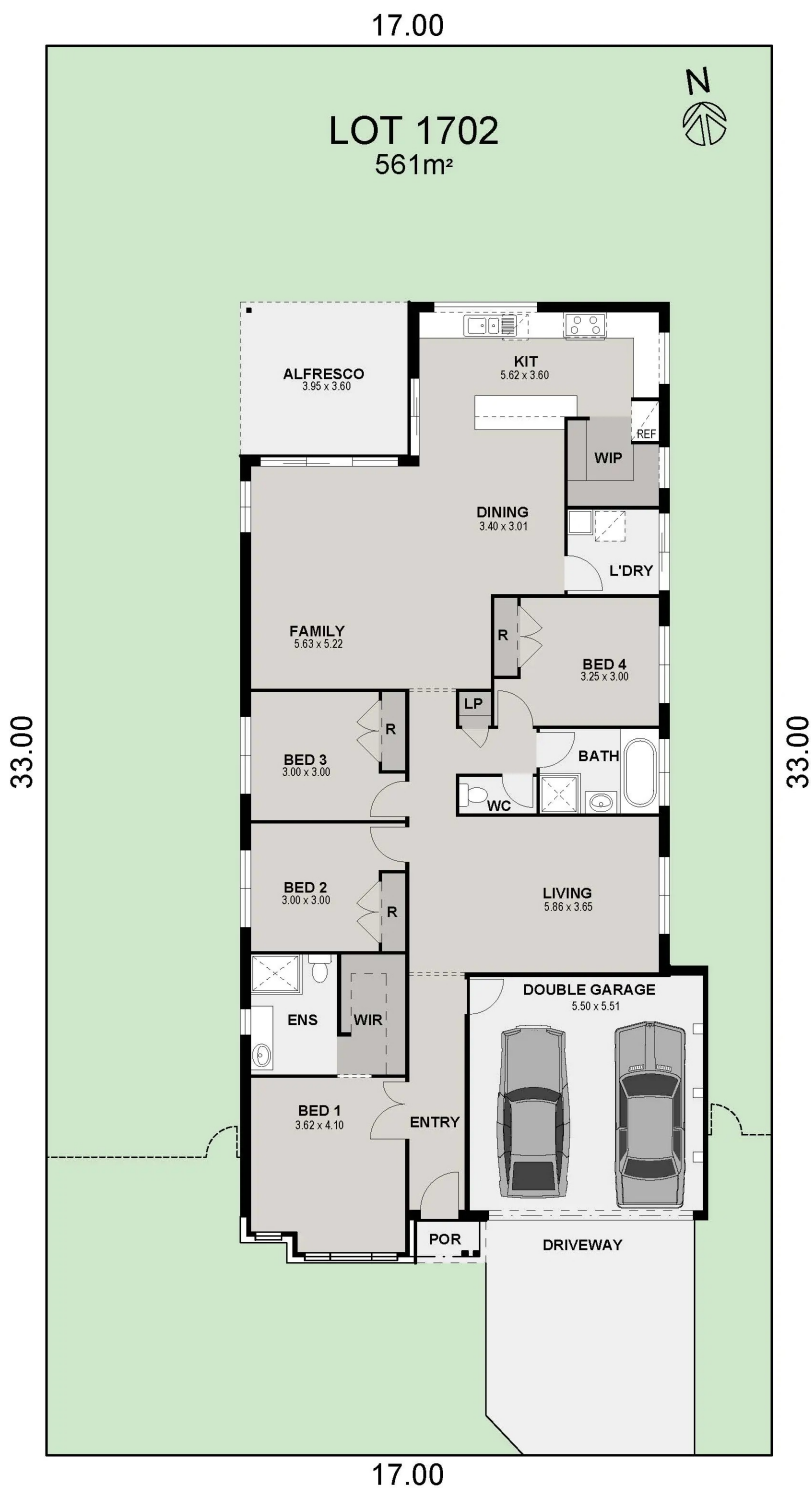 17.00
N
LOT 1702
561m²
KIT
5.62 x 3.60
ALFRESCO
3.95 x 3.60
REF
WIP
DINING
3.40 x 3.01
L'DRY
FAMILY
5.63 x 5.22
R
BED 4
3.25 x 3.00
LP
33.00
33.00
R
BED 3
3.00 x 3.00
BATH
WC
BED 2
3.00 x 3.00
R
LIVING
5.86 x 3.65
DOUBLE GARAGE
5.50 x 5.51
ENS
WIR
BED 1
3.62 x 4.10
ENTRY
POR
DRIVEWAY
17.00